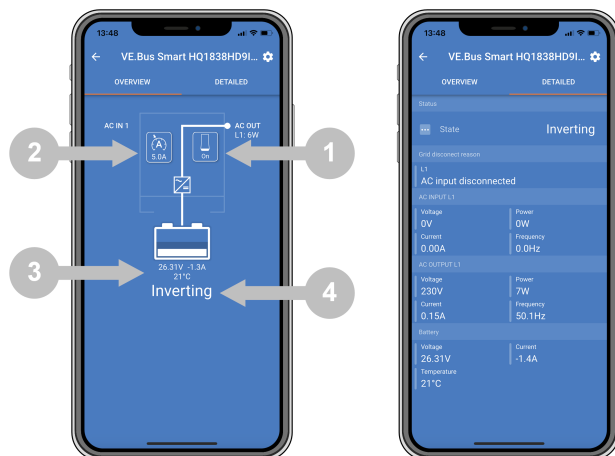 13:48
VE.Bus Smart HQ1838HD9I...
OVERVIEW DETAILED
AC IN 1
AC OUT
L1: 6W
A
5.0A
On
2
1
3
26.31V -1.3A
21°C
Inverting
4
13:48
VE.Bus Smart HQ1838HD9I...
OVERVIEW DETAILED
Status
State Inverting
Grid disconect reason
L1
AC input disconnected
AC INPUT L1
Voltage Power
0V 0W
Current Frequency
0.00A 0.0Hz
AC OUTPUT L1
Voltage Power
230V 7W
Current Frequency
0.15A 50.1Hz
Battery
Voltage Current
26.31V -1.4A
Temperature
21°C